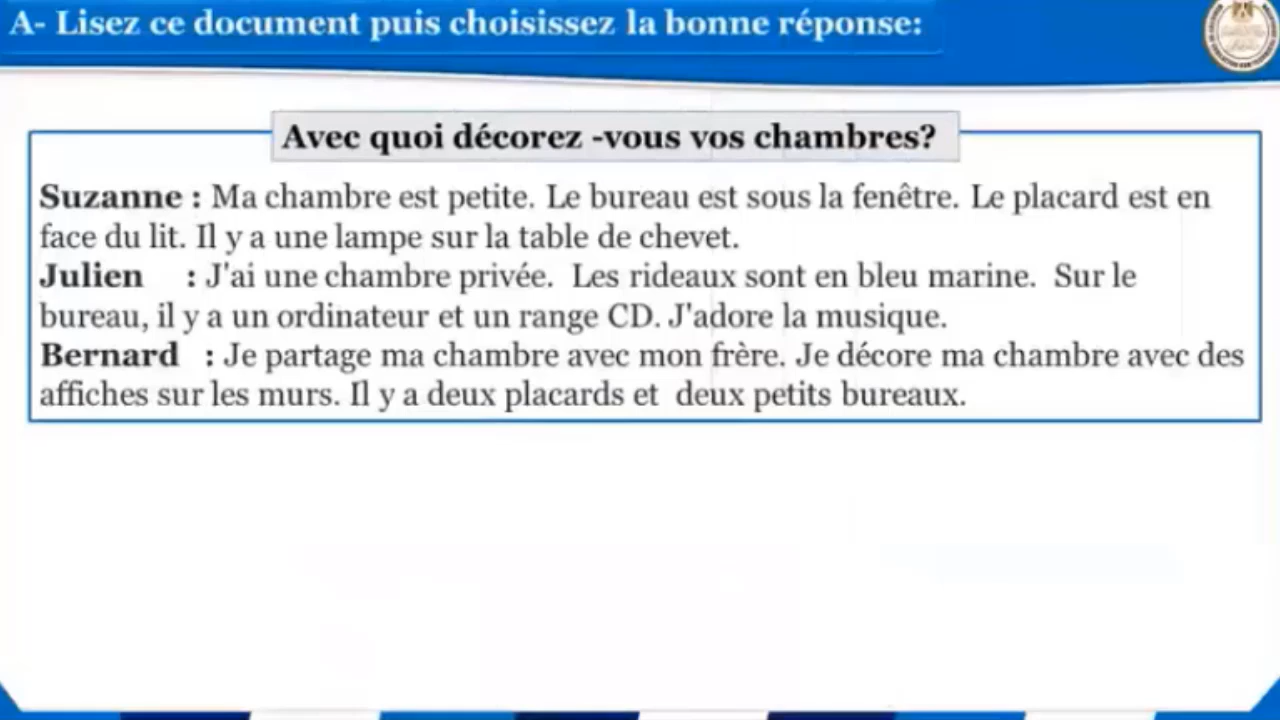 A- Lisez ce document puis choisissez la bonne réponse:
Avec quoi décorez -vous vos chambres?
Suzanne : Ma chambre est petite. Le bureau est sous la fenêtre. Le placard est en
face du lit. Il y a une lampe sur la table de chevet.
Julien : J'ai une chambre privée. Les rideaux sont en bleu marine. Sur le
bureau, il y a un ordinateur et un range CD. J'adore la musique.
Bernard : Je partage ma chambre avec mon frère. Je décore ma chambre avec des
affiches sur les murs. Il y a deux placards et deux petits bureaux.